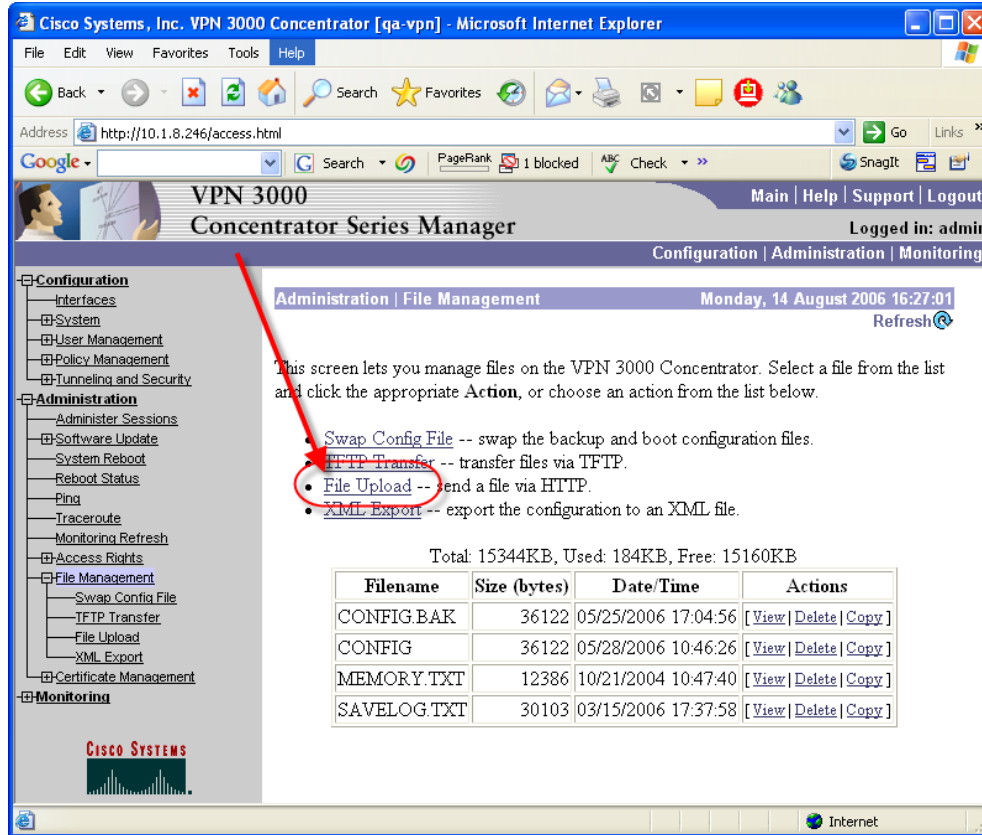 Cisco Systems, Inc. VPN 3000 Concentrator [qa-vpn] - Microsoft Internet Explorer
File Edit View Favorites Tools Help
Back Search Favorites
Address http://10.1.8.246/access.html Go Links »
Google Search PageRank 1 blocked ABC Check » SnagIt
VPN 3000
Concentrator Series Manager
Main | Help | Support | Logout
Logged in: admin
Configuration | Administration | Monitoring
Configuration
Interfaces
System
User Management
Policy Management
Tunneling and Security
Administration
Administer Sessions
Software Update
System Reboot
Reboot Status
Ping
Traceroute
Monitoring Refresh
Access Rights
File Management
Swap Config File
TFTP Transfer
File Upload
XML Export
Certificate Management
Monitoring
CISCO SYSTEMS
Administration | File Management Monday, 14 August 2006 16:27:01
Refresh
This screen lets you manage files on the VPN 3000 Concentrator. Select a file from the list
and click the appropriate Action, or choose an action from the list below.
• Swap Config File -- swap the backup and boot configuration files.
• TFTP Transfer -- transfer files via TFTP.
• File Upload -- send a file via HTTP.
• XML Export -- export the configuration to an XML file.
Total: 15344KB, Used: 184KB, Free: 15160KB
Filename Size (bytes) Date/Time Actions
CONFIG.BAK 36122 05/25/2006 17:04:56 [ View | Delete | Copy ]
CONFIG 36122 05/28/2006 10:46:26 [ View | Delete | Copy ]
MEMORY.TXT 12386 10/21/2004 10:47:40 [ View | Delete | Copy ]
SAVELOG.TXT 30103 03/15/2006 17:37:58 [ View | Delete | Copy ]
Internet